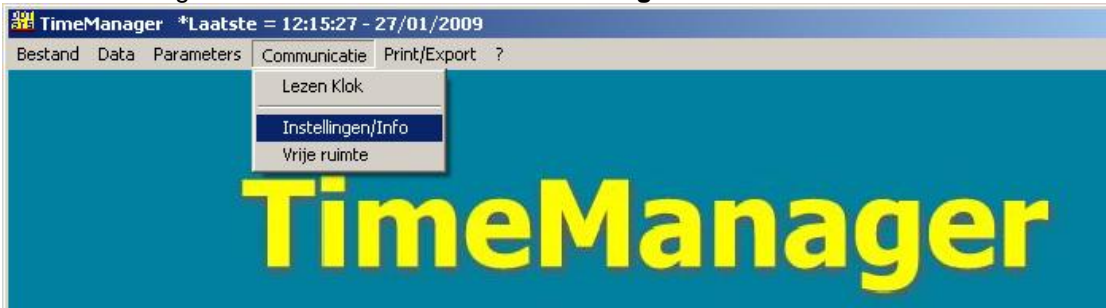 TimeManager *Laatste = 12:15:27 - 27/01/2009
Bestand Data Parameters Communicatie Print/Export ?
Lezen Klok
Instellingen/Info
Vrije ruimte
TimeManager